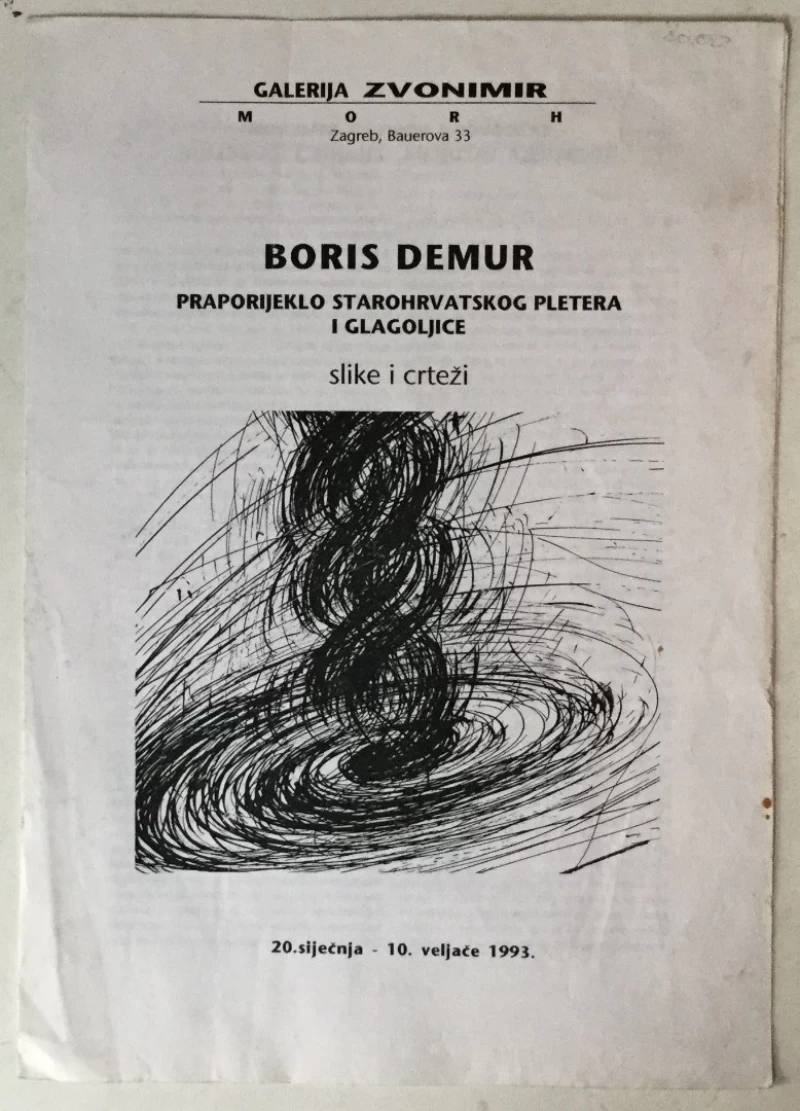 GALERIJA ZVONIMIR
M O R H
Zagreb, Bauerova 33
BORIS DEMUR
PRAPORIJEKLO STAROHRVATSKOG PLETERA
I GLAGOLJICE
slike i crteži
20.siječnja - 10. veljače 1993.